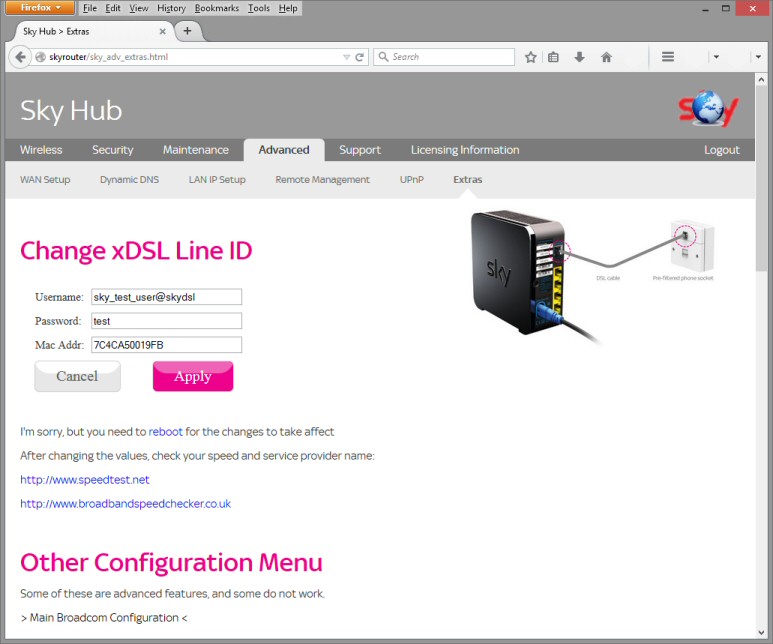 Firefox
File Edit View History Bookmarks Tools Help
Sky Hub > Extras
skyrouter/sky_adv_extras.html
Search
Sky Hub
sky
Wireless Security Maintenance Advanced Support Licensing Information Logout
WAN Setup Dynamic DNS LAN IP Setup Remote Management UPnP Extras
sky
DSL cable
Pre-filtered phone socket
Change xDSL Line ID
Username: sky_test_user@skydsl
Password: test
Mac Addr: 7C4CA50019FB
Cancel Apply
I'm sorry, but you need to reboot for the changes to take affect
After changing the values, check your speed and service provider name:
http://www.speedtest.net
http://www.broadbandspeedchecker.co.uk
Other Configuration Menu
Some of these are advanced features, and some do not work.
> Main Broadcom Configuration <